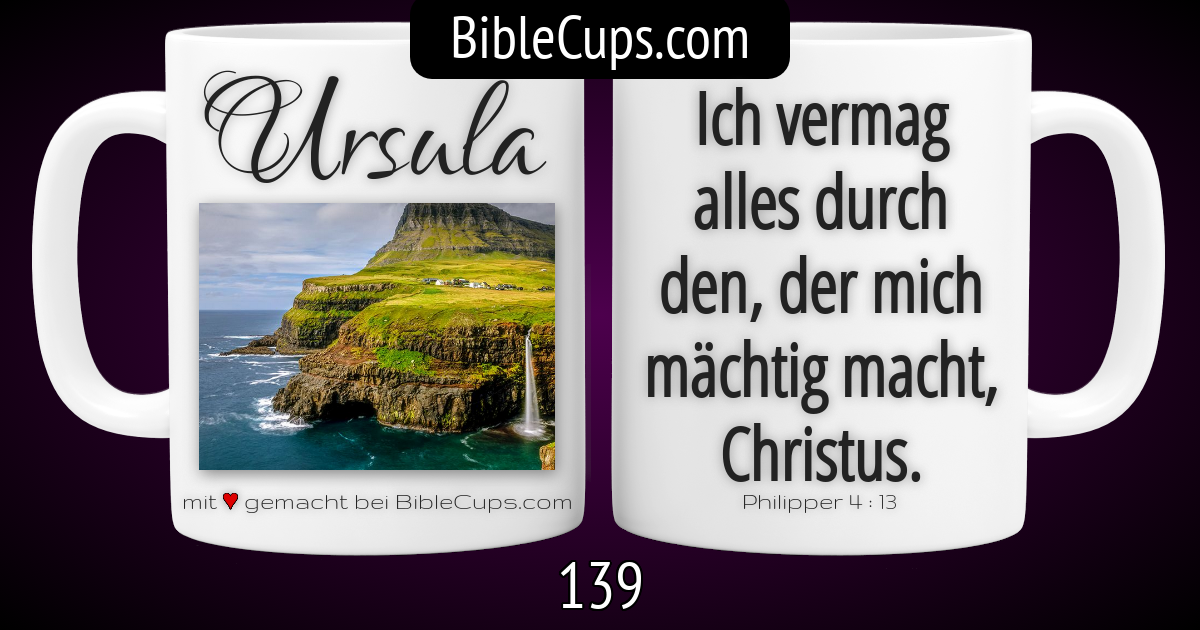 BibleCups.com
Ursula
mit ♥ gemacht bei BibleCups.com
Ich vermag
alles durch
den, der mich
mächtig macht,
Christus.
Philipper 4 : 13
139